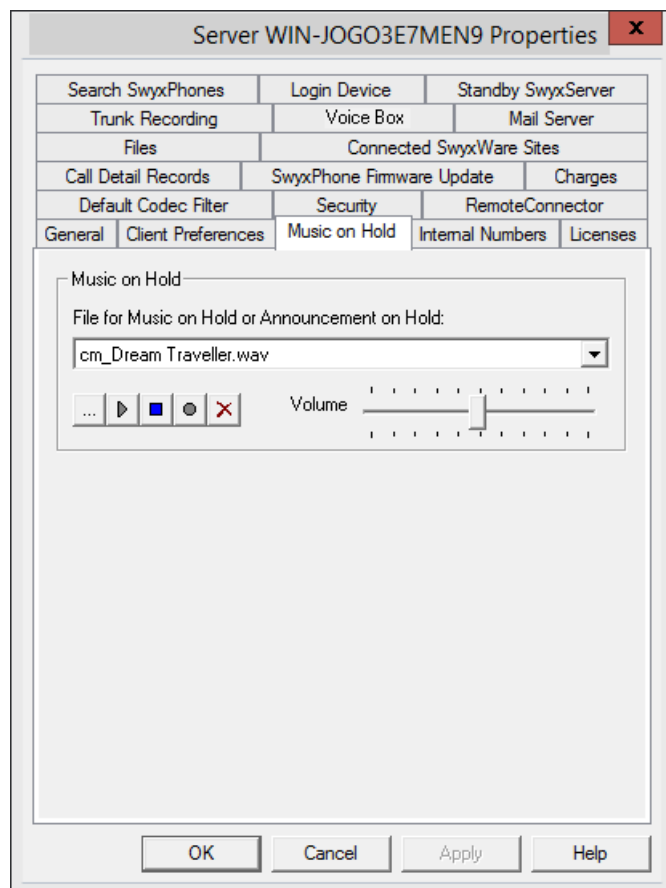 Server WIN-JOGO3E7MEN9 Properties x
Search SwyxPhones Login Device Standby SwyxServer
Trunk Recording Voice Box Mail Server
Files Connected SwyxWare Sites
Call Detail Records SwyxPhone Firmware Update Charges
Default Codec Filter Security RemoteConnector
General Client Preferences Music on Hold Internal Numbers Licenses
Music on Hold
File for Music on Hold or Announcement on Hold:
cm_Dream Traveller.wav
... Volume
OK Cancel Apply Help